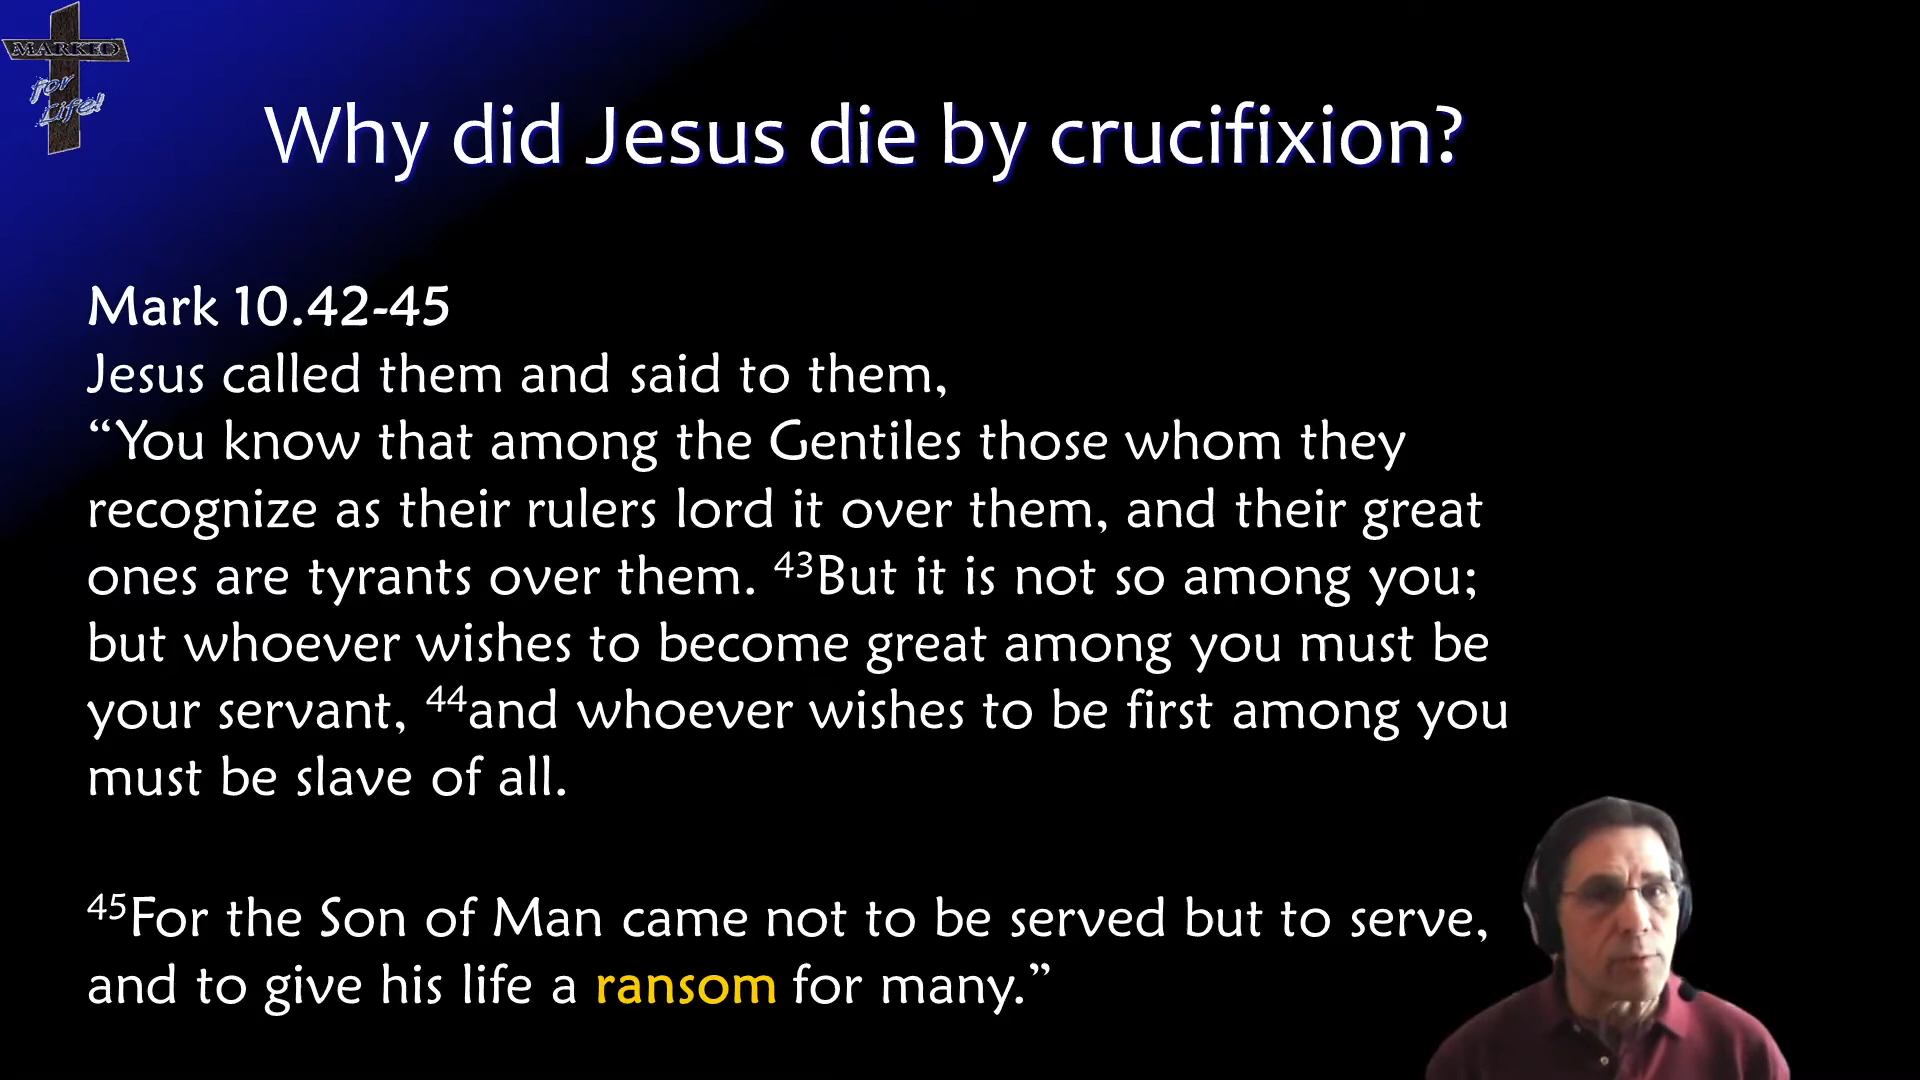 MARKED
for
Life!
Why did Jesus die by crucifixion?
Mark 10.42-45
Jesus called them and said to them,
“You know that among the Gentiles those whom they
recognize as their rulers lord it over them, and their great
ones are tyrants over them. ⁴³But it is not so among you;
but whoever wishes to become great among you must be
your servant, ⁴⁴and whoever wishes to be first among you
must be slave of all.
⁴⁵For the Son of Man came not to be served but to serve,
and to give his life a ransom for many.”